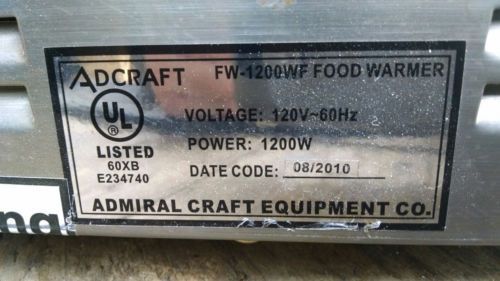 ADCRAFT FW-1200WF FOOD WARMER
UL
VOLTAGE: 120V~60Hz
LISTED
POWER: 1200W
60XB
E234740
DATE CODE: 08/2010
ADMIRAL CRAFT EQUIPMENT CO.